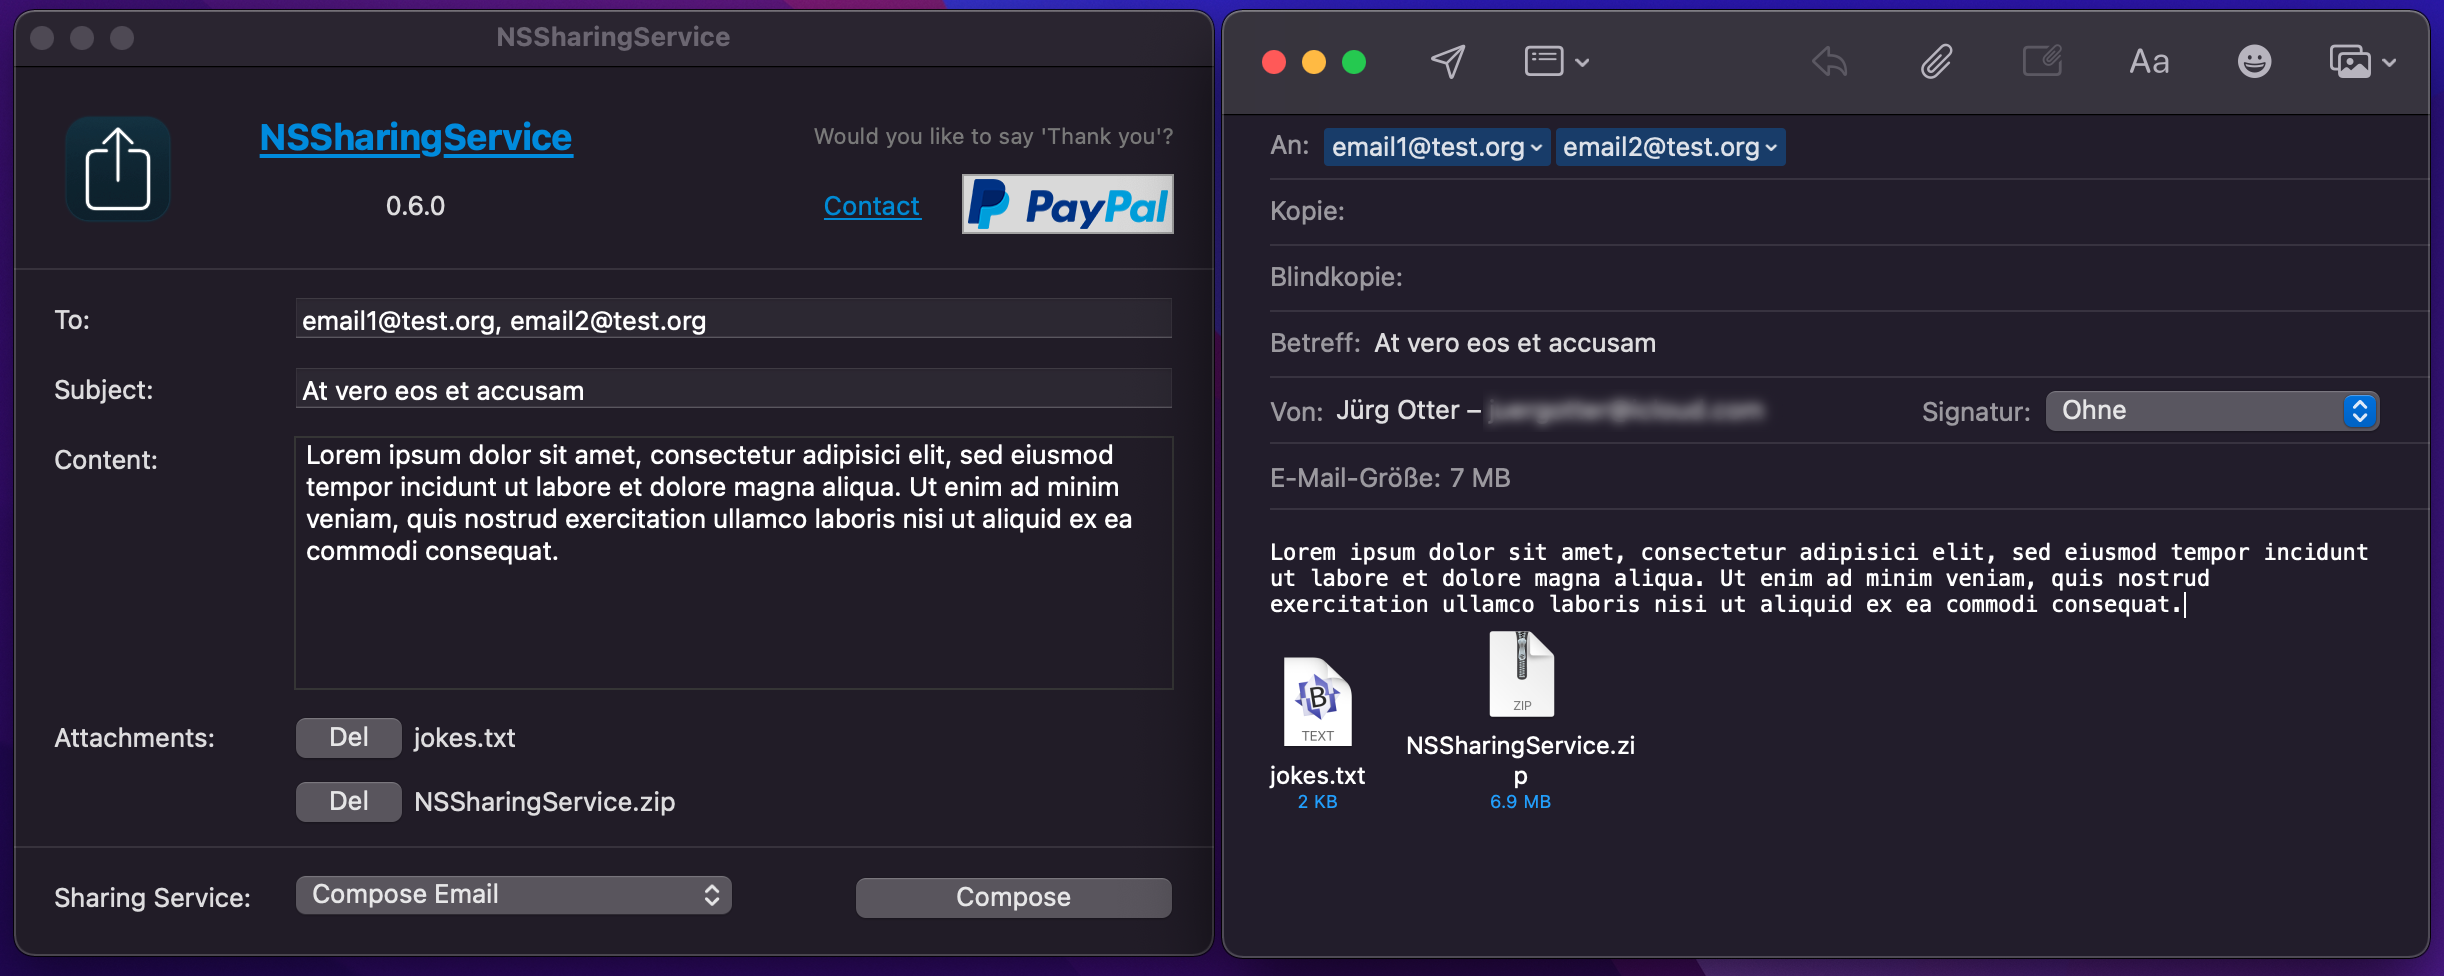 NSSharingService
NSSharingService
0.6.0
Would you like to say 'Thank you'?
Contact
PayPal
To:
email1@test.org, email2@test.org
Subject:
At vero eos et accusam
Content:
Lorem ipsum dolor sit amet, consectetur adipisici elit, sed eiusmod
tempor incidunt ut labore et dolore magna aliqua. Ut enim ad minim
veniam, quis nostrud exercitation ullamco laboris nisi ut aliquid ex ea
commodi consequat.
Attachments:
Del jokes.txt
Del NSSharingService.zip
Sharing Service:
Compose Email
Compose
Aa
An: email1@test.org email2@test.org
Kopie:
Blindkopie:
Betreff: At vero eos et accusam
Von: Jürg Otter –
Signatur: Ohne
E-Mail-Größe: 7 MB
Lorem ipsum dolor sit amet, consectetur adipisici elit, sed eiusmod tempor incidunt
ut labore et dolore magna aliqua. Ut enim ad minim veniam, quis nostrud
exercitation ullamco laboris nisi ut aliquid ex ea commodi consequat.
B
TEXT
jokes.txt
2 KB
ZIP
NSSharingService.zi
p
6.9 MB